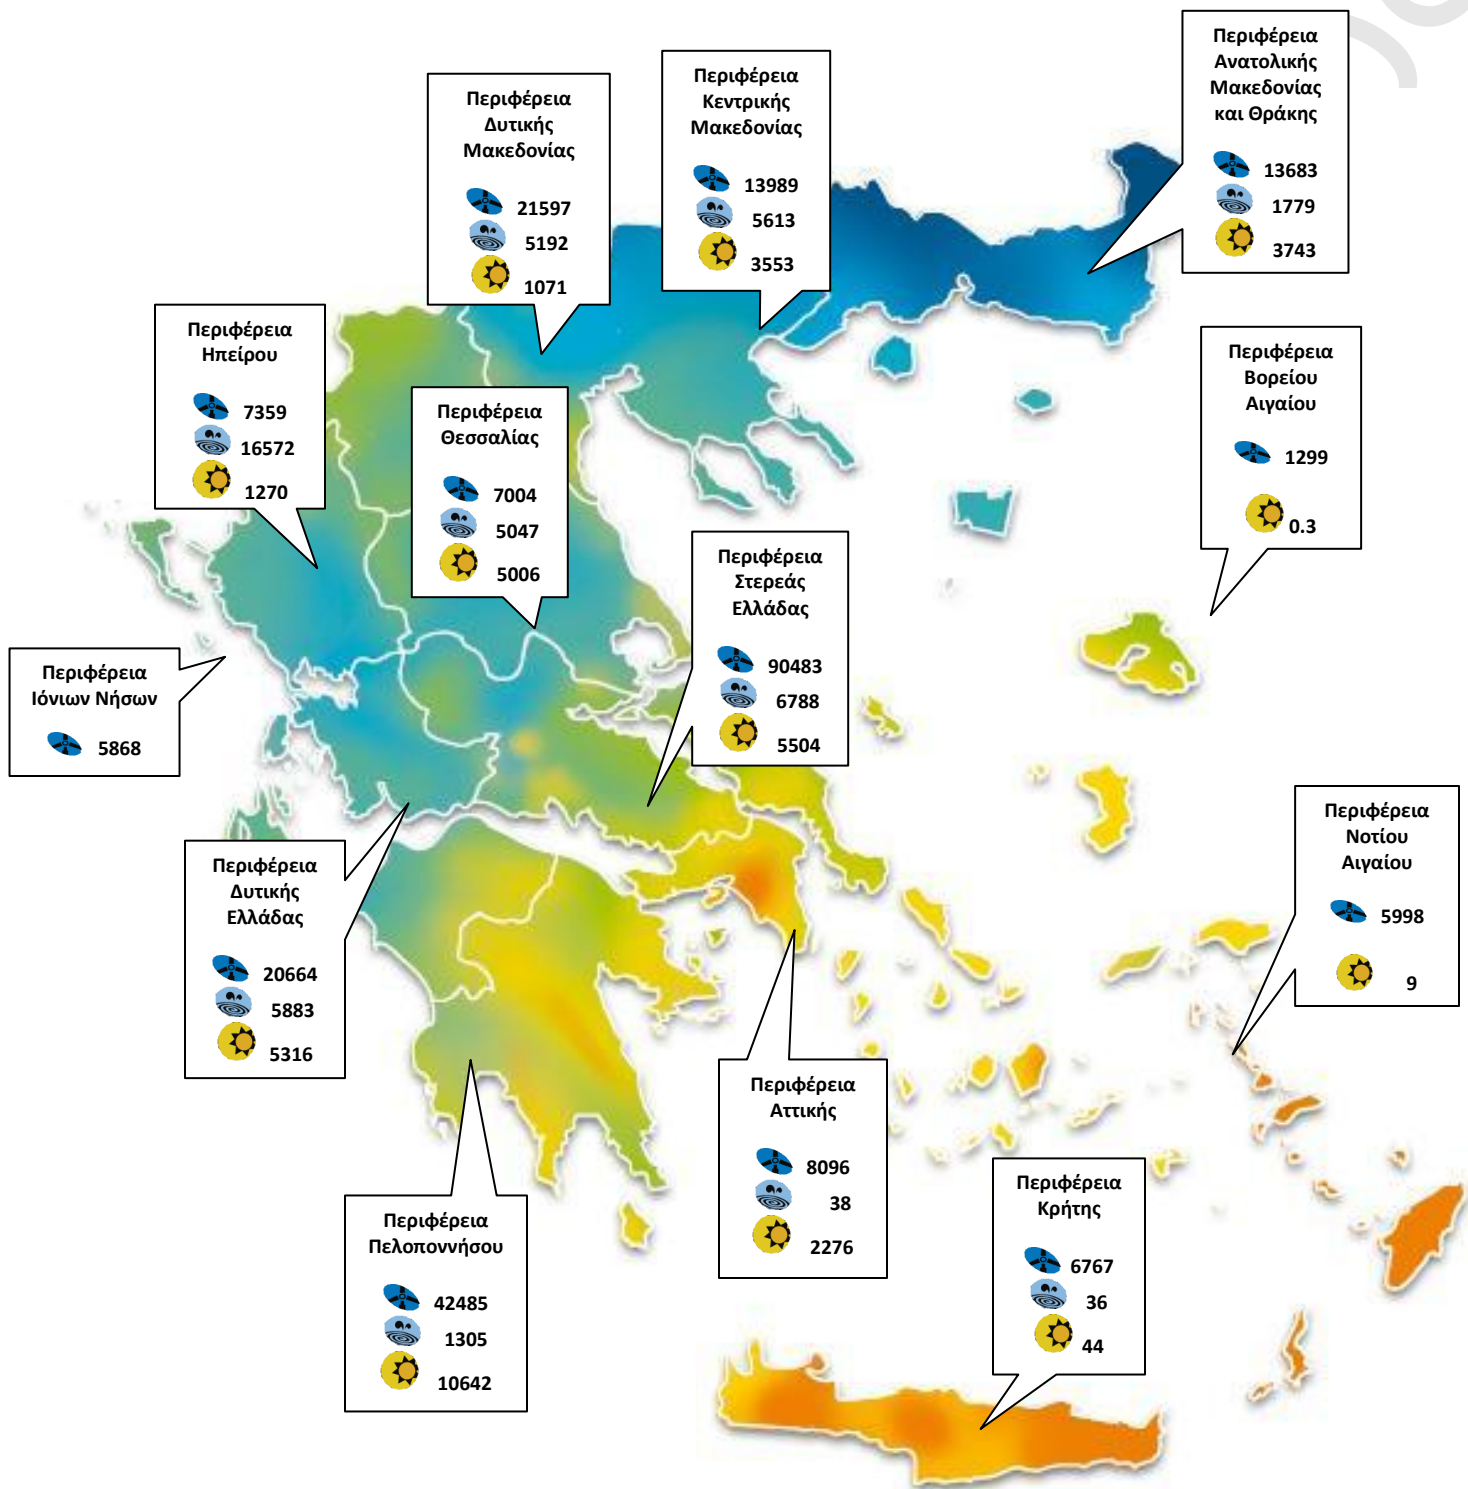 Περιφέρεια
Ανατολικής
Μακεδονίας
και Θράκης
13683
1779
3743
Περιφέρεια
Κεντρικής
Μακεδονίας
13989
5613
3553
Περιφέρεια
Δυτικής
Μακεδονίας
21597
5192
1071
Περιφέρεια
Ηπείρου
7359
16572
1270
Περιφέρεια
Θεσσαλίας
7004
5047
5006
Περιφέρεια
Βορείου
Αιγαίου
1299
0.3
Περιφέρεια
Στερεάς
Ελλάδας
90483
6788
5504
Περιφέρεια
Ιόνιων Νήσων
5868
Περιφέρεια
Νοτίου
Αιγαίου
5998
9
Περιφέρεια
Δυτικής
Ελλάδας
20664
5883
5316
Περιφέρεια
Αττικής
8096
38
2276
Περιφέρεια
Κρήτης
6767
36
44
Περιφέρεια
Πελοποννήσου
42485
1305
10642